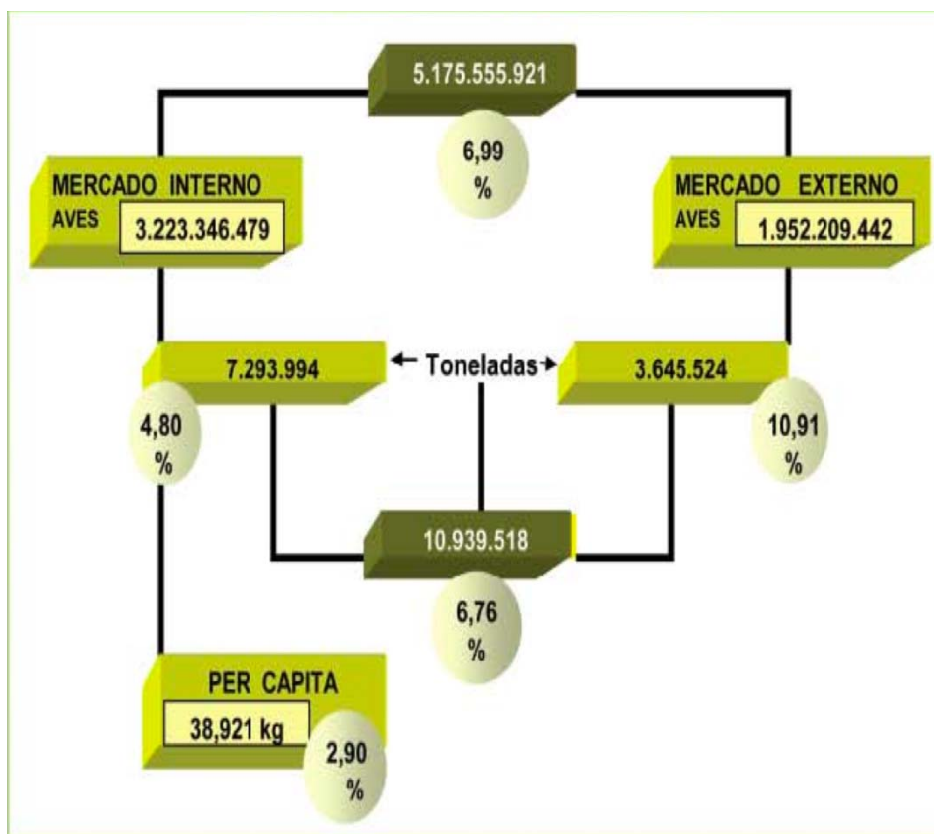 5.175.555.921
6,99
%
MERCADO INTERNO
AVES 3.223.346.479
MERCADO EXTERNO
AVES 1.952.209.442
7.293.994
Toneladas
3.645.524
4,80
%
10,91
%
10.939.518
6,76
%
PER CAPITA
38,921 kg
2,90
%